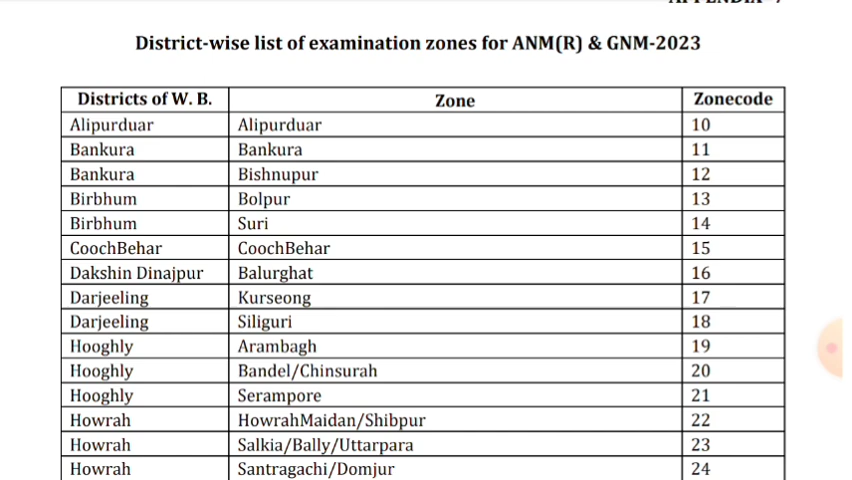 District-wise list of examination zones for ANM(R) & GNM-2023
Districts of W. B. Zone Zonecode
Alipurduar Alipurduar 10
Bankura Bankura 11
Bankura Bishnupur 12
Birbhum Bolpur 13
Birbhum Suri 14
CoochBehar CoochBehar 15
Dakshin Dinajpur Balurghat 16
Darjeeling Kurseong 17
Darjeeling Siliguri 18
Hooghly Arambagh 19
Hooghly Bandel/Chinsurah 20
Hooghly Serampore 21
Howrah HowrahMaidan/Shibpur 22
Howrah Salkia/Bally/Uttarpara 23
Howrah Santragachi/Domjur 24